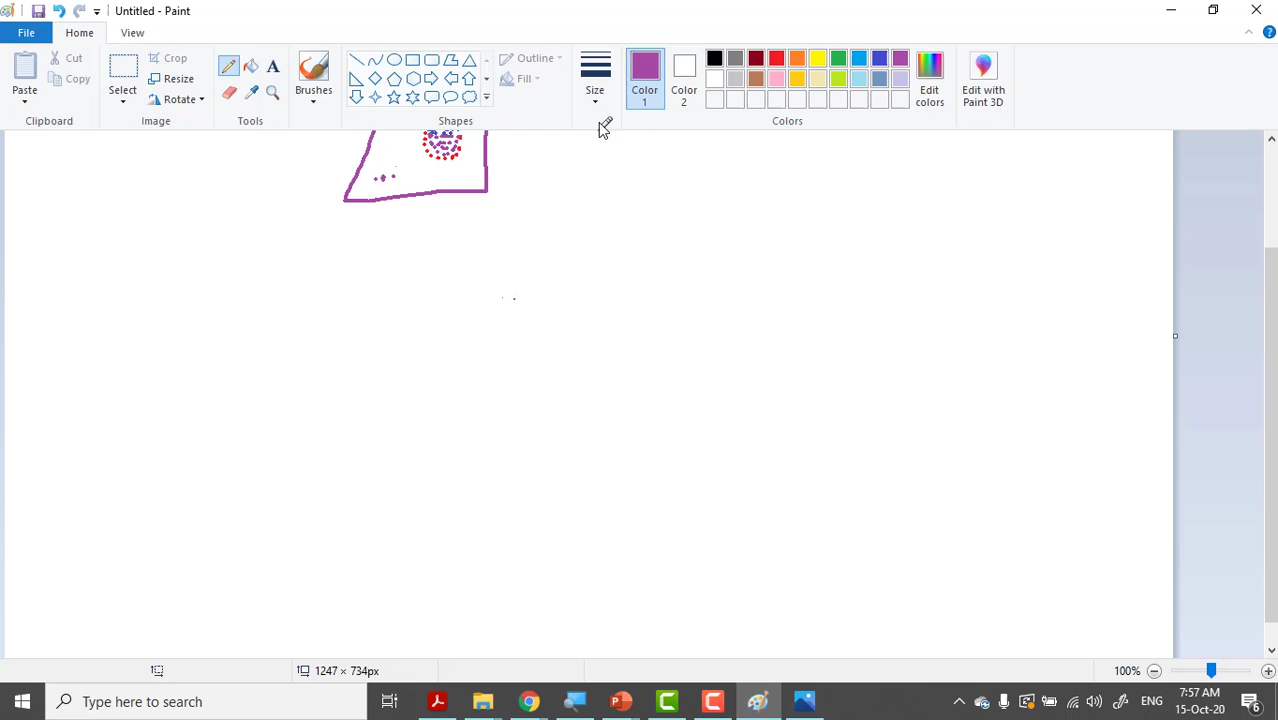 Untitled - Paint
File
Home
View
Paste
Cut
Copy
Clipboard
Select
Crop
Resize
Rotate
Image
Tools
A
Brushes
Shapes
Outline
Fill
Size
Color
1
Color
2
Colors
Edit
colors
Edit with
Paint 3D
1247 × 734px
100%
Type here to search
ENG
7:57 AM
15-Oct-20
6